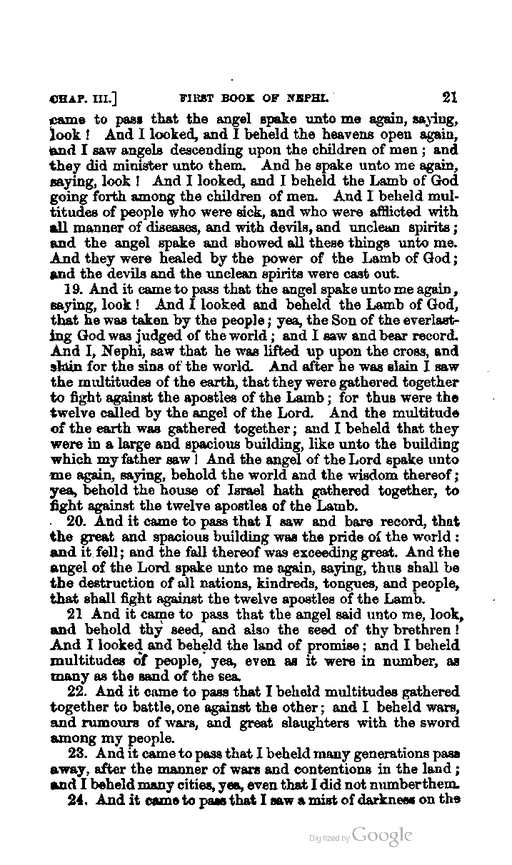 CHAP. III.] FIRST BOOK OF NEPHI. 21
came to pass that the angel spake unto me again, saying,
look! And I looked, and I beheld the heavens open again,
and I saw angels descending upon the children of men; and
they did minister unto them. And he spake unto me again,
saying, look! And I looked, and I beheld the Lamb of God
going forth among the children of men. And I beheld mul-
titudes of people who were sick, and who were afflicted with
all manner of diseases, and with devils, and unclean spirits;
and the angel spake and showed all these things unto me.
And they were healed by the power of the Lamb of God;
and the devils and the unclean spirits were cast out.
19. And it came to pass that the angel spake unto me again,
saying, look! And I looked and beheld the Lamb of God,
that he was taken by the people; yea, the Son of the everlast-
ing God was judged of the world; and I saw and bear record.
And I, Nephi, saw that he was lifted up upon the cross, and
slain for the sins of the world. And after he was slain I saw
the multitudes of the earth, that they were gathered together
to fight against the apostles of the Lamb; for thus were the
twelve called by the angel of the Lord. And the multitude
of the earth was gathered together; and I beheld that they
were in a large and spacious building, like unto the building
which my father saw! And the angel of the Lord spake unto
me again, saying, behold the world and the wisdom thereof;
yea, behold the house of Israel hath gathered together, to
fight against the twelve apostles of the Lamb.
20. And it came to pass that I saw and bare record, that
the great and spacious building was the pride of the world:
and it fell; and the fall thereof was exceeding great. And the
angel of the Lord spake unto me again, saying, thus shall be
the destruction of all nations, kindreds, tongues, and people,
that shall fight against the twelve apostles of the Lamb.
21 And it came to pass that the angel said unto me, look,
and behold thy seed, and also the seed of thy brethren!
And I looked and beheld the land of promise; and I beheld
multitudes of people, yea, even as it were in number, as
many as the sand of the sea.
22. And it came to pass that I beheld multitudes gathered
together to battle, one against the other; and I beheld wars,
and rumours of wars, and great slaughters with the sword
among my people.
23. And it came to pass that I beheld many generations pass
away, after the manner of wars and contentions in the land;
and I beheld many cities, yea, even that I did not number them.
24. And it came to pass that I saw a mist of darkness on the
Digitized by Google